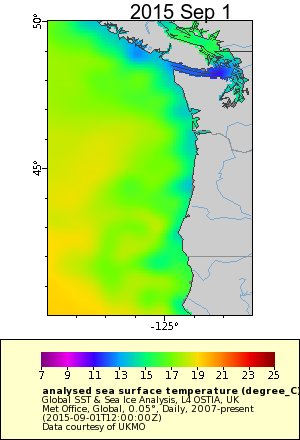 2015 Sep 1
50°
45°
-125°
7 9 11 13 15 17 19 21 23 25
analysed sea surface temperature (degree_C)
Global SST & Sea Ice Analysis, L4 OSTIA, UK
Met Office, Global, 0.05°, Daily, 2007-present
(2015-09-01T12:00:00Z)
Data courtesy of UKMO